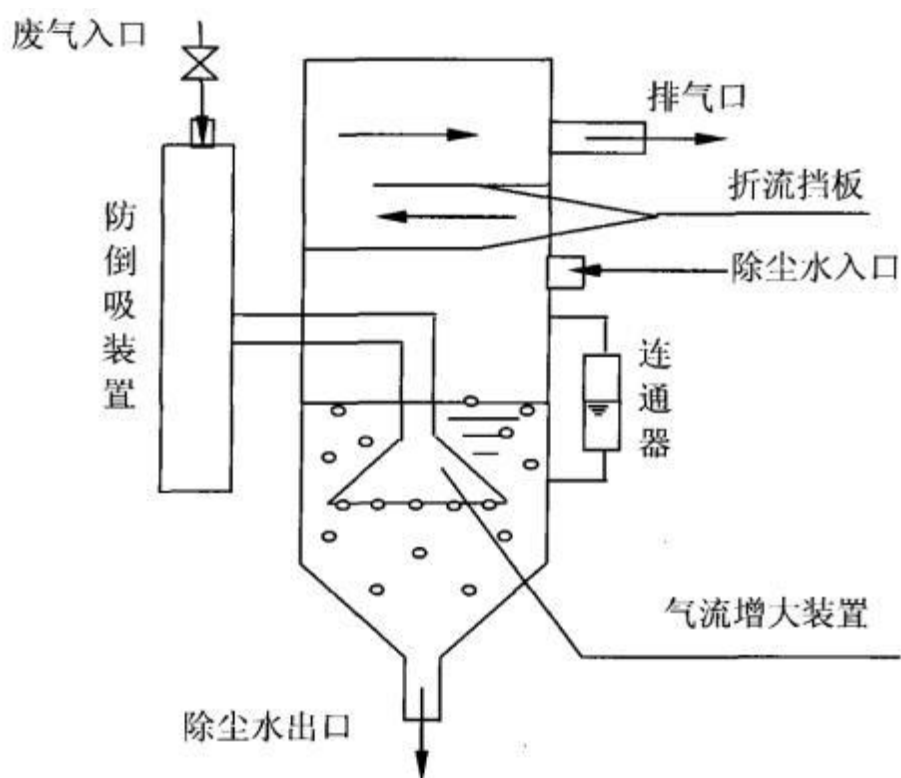 废气入口
排气口
折流挡板
防倒吸装置
除尘水入口
连通器
气流增大装置
除尘水出口